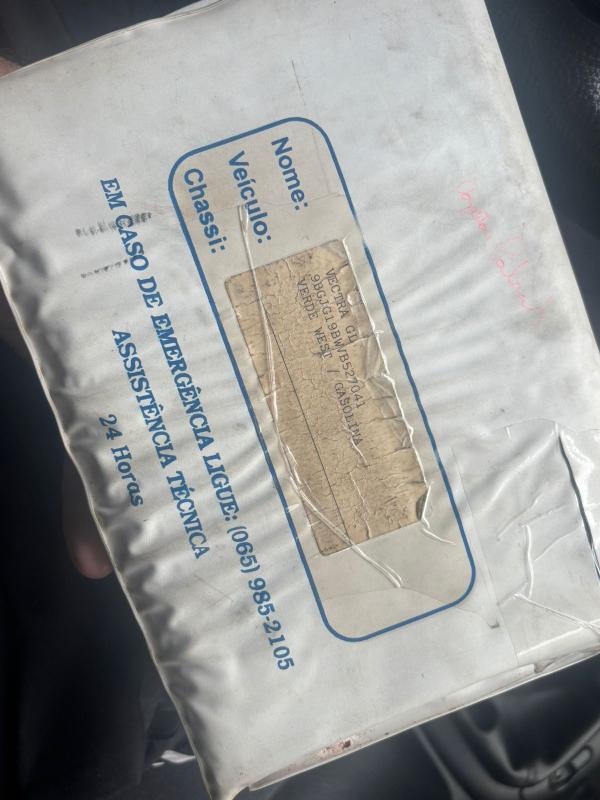 Nome:
Veículo:
Chassi:
VECTRA GL
9BGJG19BWVB527041
VERDE WEST / GASOLINA
EM CASO DE EMERGÊNCIA LIGUE: (065) 985-2105
ASSISTÊNCIA TÉCNICA
24 Horas